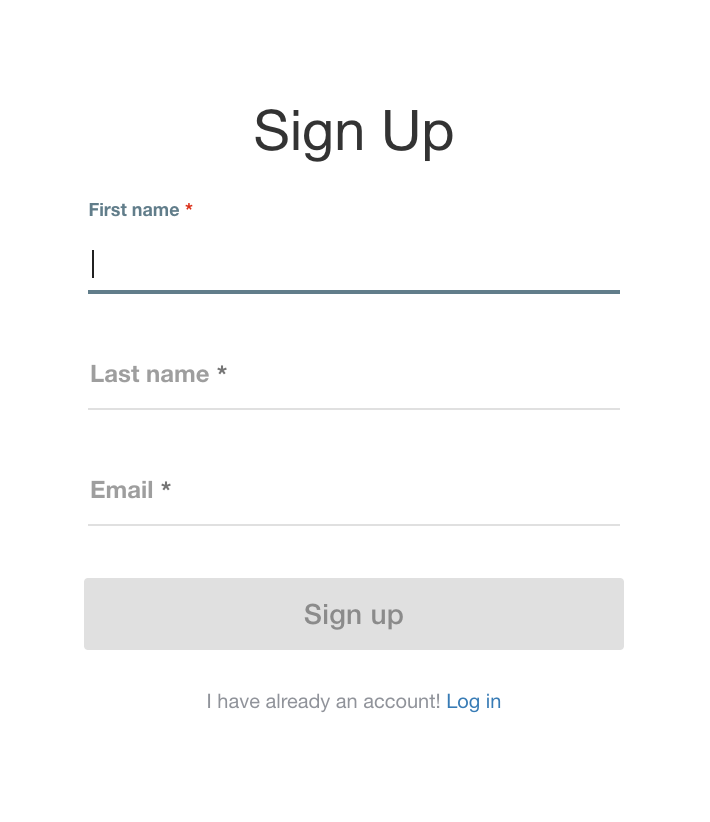 Sign Up
First name *
Last name *
Email *
Sign up
I have already an account! Log in